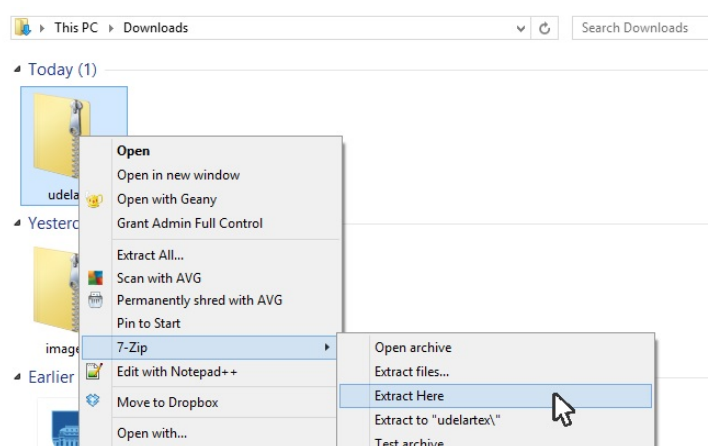 This PC Downloads
Search Downloads
Today (1)
udela
Yesterd
image
Earlier
Open
Open in new window
Open with Geany
Grant Admin Full Control
Extract All...
Scan with AVG
Permanently shred with AVG
Pin to Start
7-Zip
Edit with Notepad++
Move to Dropbox
Open with...
Open archive
Extract files...
Extract Here
Extract to "udelartex\"
Test archive